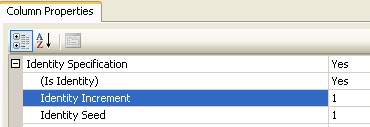 Column Properties
A Z
Identity Specification Yes
(Is Identity) Yes
Identity Increment 1
Identity Seed 1